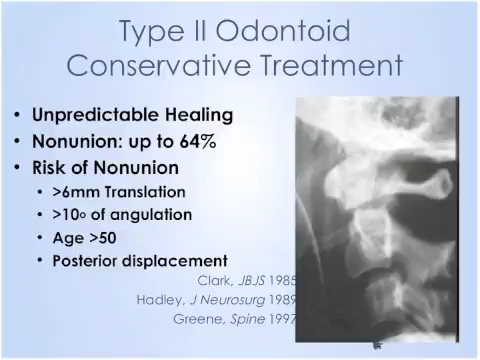 Type II Odontoid
Conservative Treatment
• Unpredictable Healing
• Nonunion: up to 64%
• Risk of Nonunion
• >6mm Translation
• >10° of angulation
• Age >50
• Posterior displacement
Clark, JBJS 1985
Hadley, J Neurosurg 1989
Greene, Spine 1997